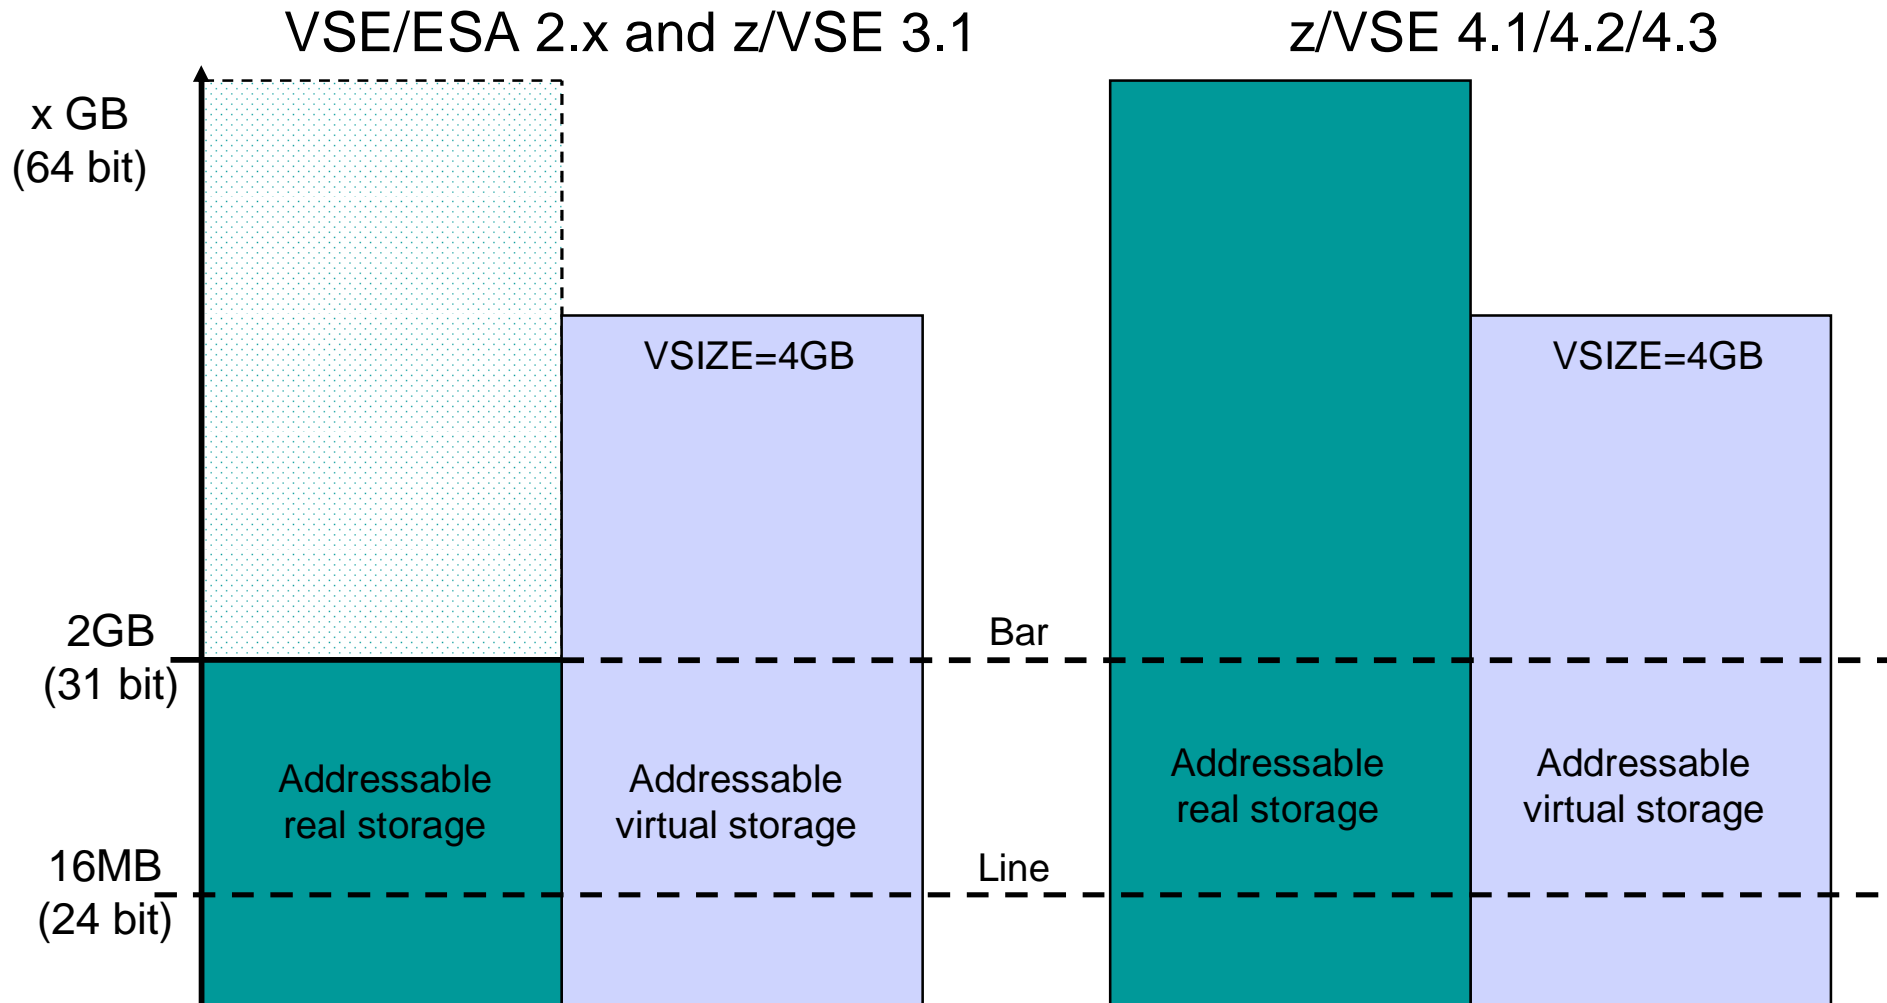 VSE/ESA 2.x and z/VSE 3.1
z/VSE 4.1/4.2/4.3
x GB
(64 bit)
VSIZE=4GB
VSIZE=4GB
2GB
(31 bit)
Bar
Addressable
real storage
Addressable
virtual storage
Addressable
real storage
Addressable
virtual storage
16MB
(24 bit)
Line